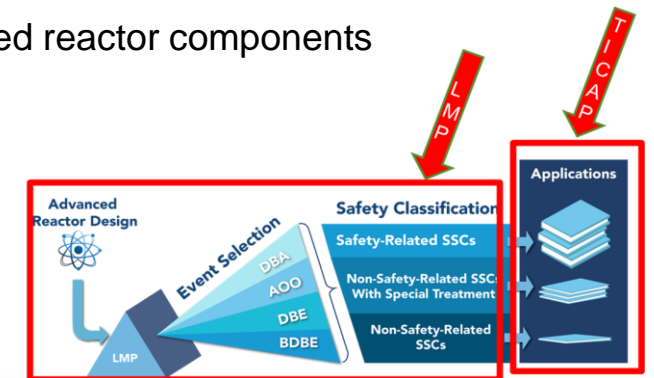 ed reactor components
LMP
TICAP
Advanced
Reactor Design
LMP
Event Selection
DBA
AOO
DBE
BDBE
Safety Classification
Safety-Related SSCs
Non-Safety-Related SSCs
With Special Treatment
Non-Safety-Related
SSCs
Applications